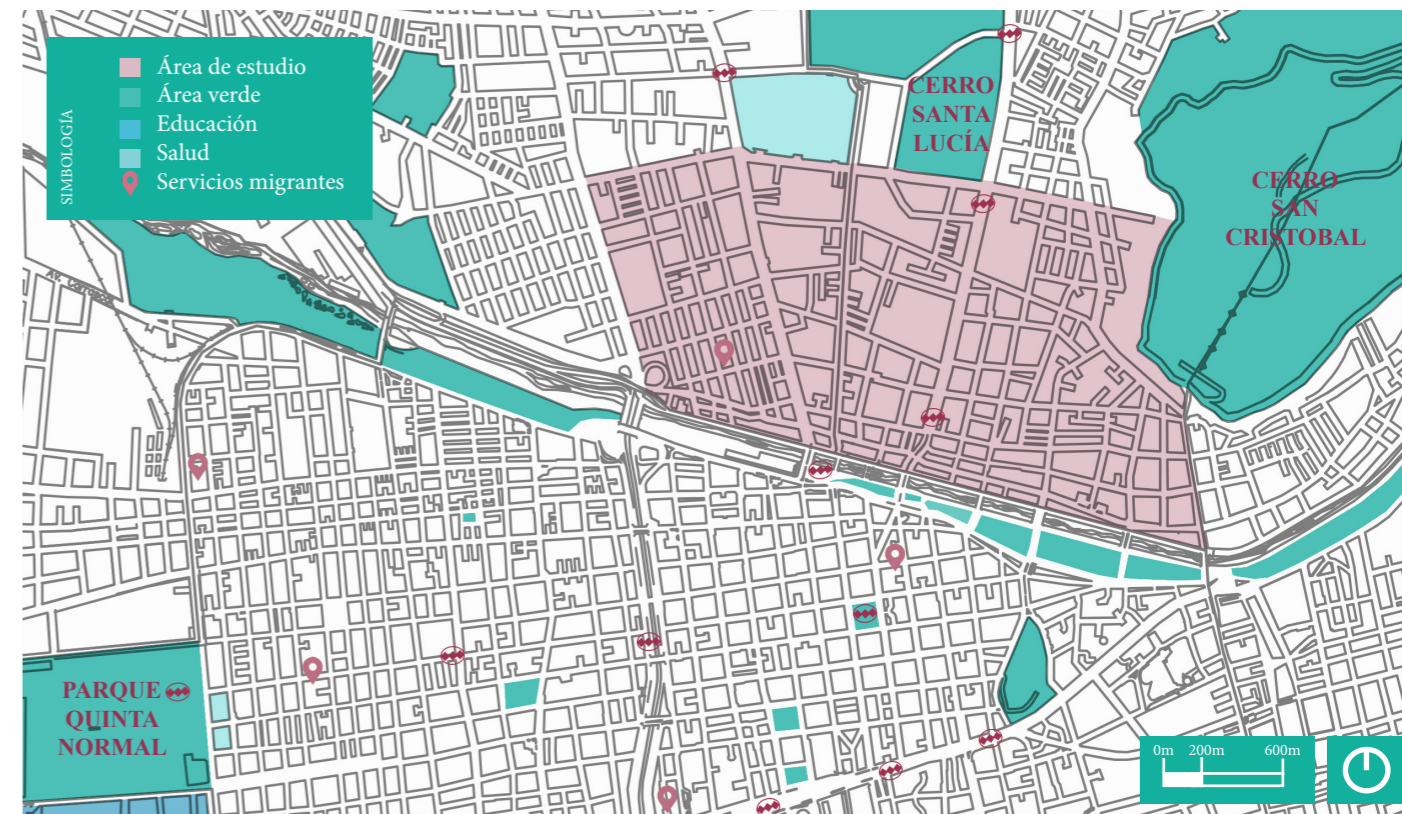 SIMBOLOGÍA
Área de estudio
Área verde
Educación
Salud
Servicios migrantes
CERRO
SANTA
LUCÍA
CERRO
SAN
CRISTOBAL
AV.
PARQUE
QUINTA
NORMAL
0m 200m 600m